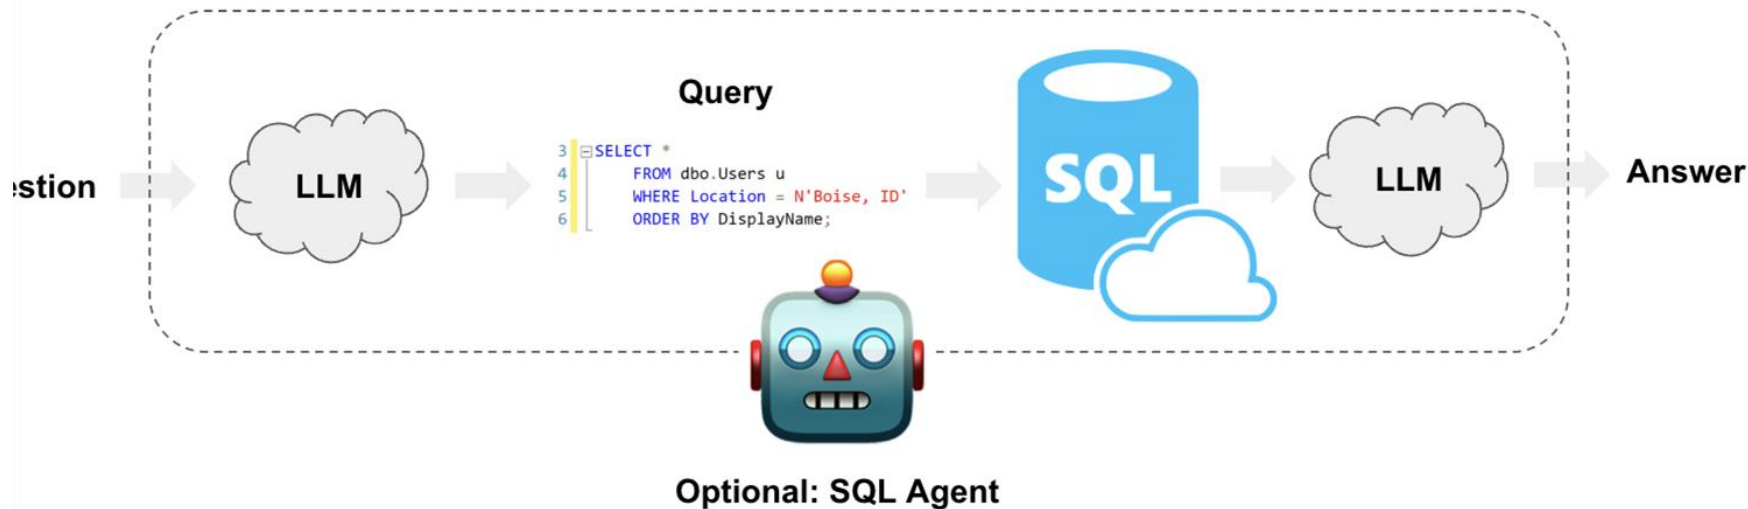 estion
LLM
Query
3 SELECT *
4 FROM dbo.Users u
5 WHERE Location = N'Boise, ID'
6 ORDER BY DisplayName;
SQL
LLM
Answer
Optional: SQL Agent